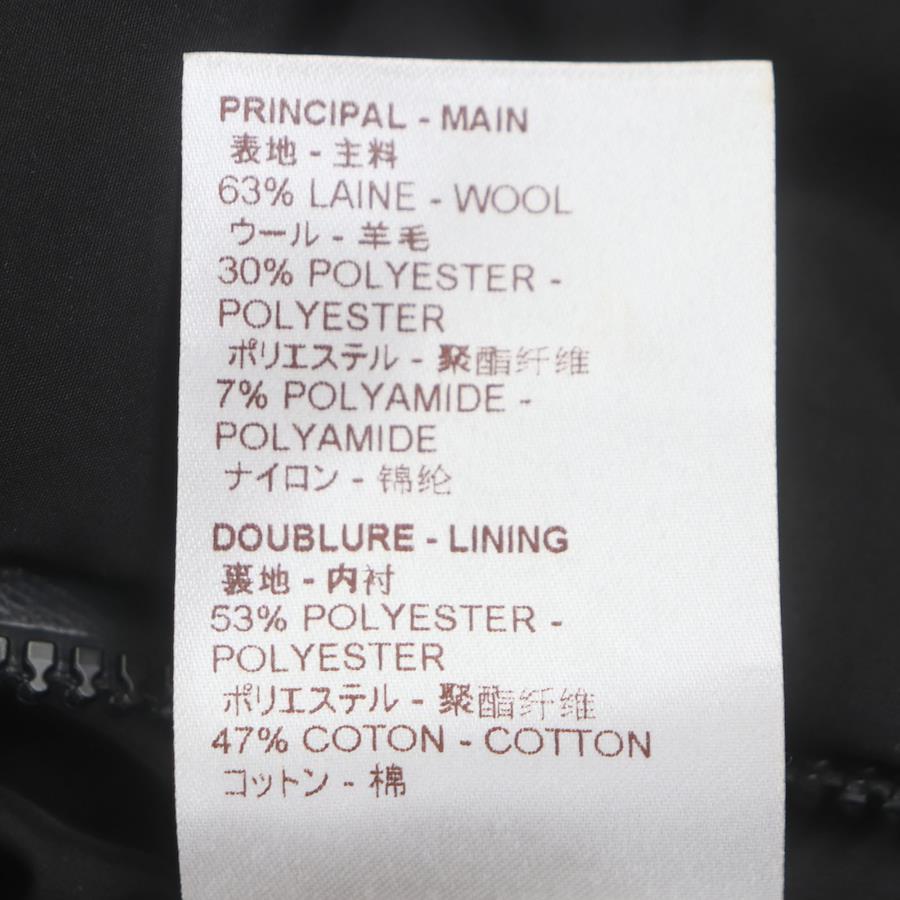 PRINCIPAL - MAIN
表地 - 主料
63% LAINE - WOOL
ウール - 羊毛
30% POLYESTER -
POLYESTER
ポリエステル - 聚酯纤维
7% POLYAMIDE -
POLYAMIDE
ナイロン - 锦纶
DOUBLURE - LINING
裏地 - 内衬
53% POLYESTER -
POLYESTER
ポリエステル - 聚酯纤维
47% COTON - COTTON
コットン - 棉